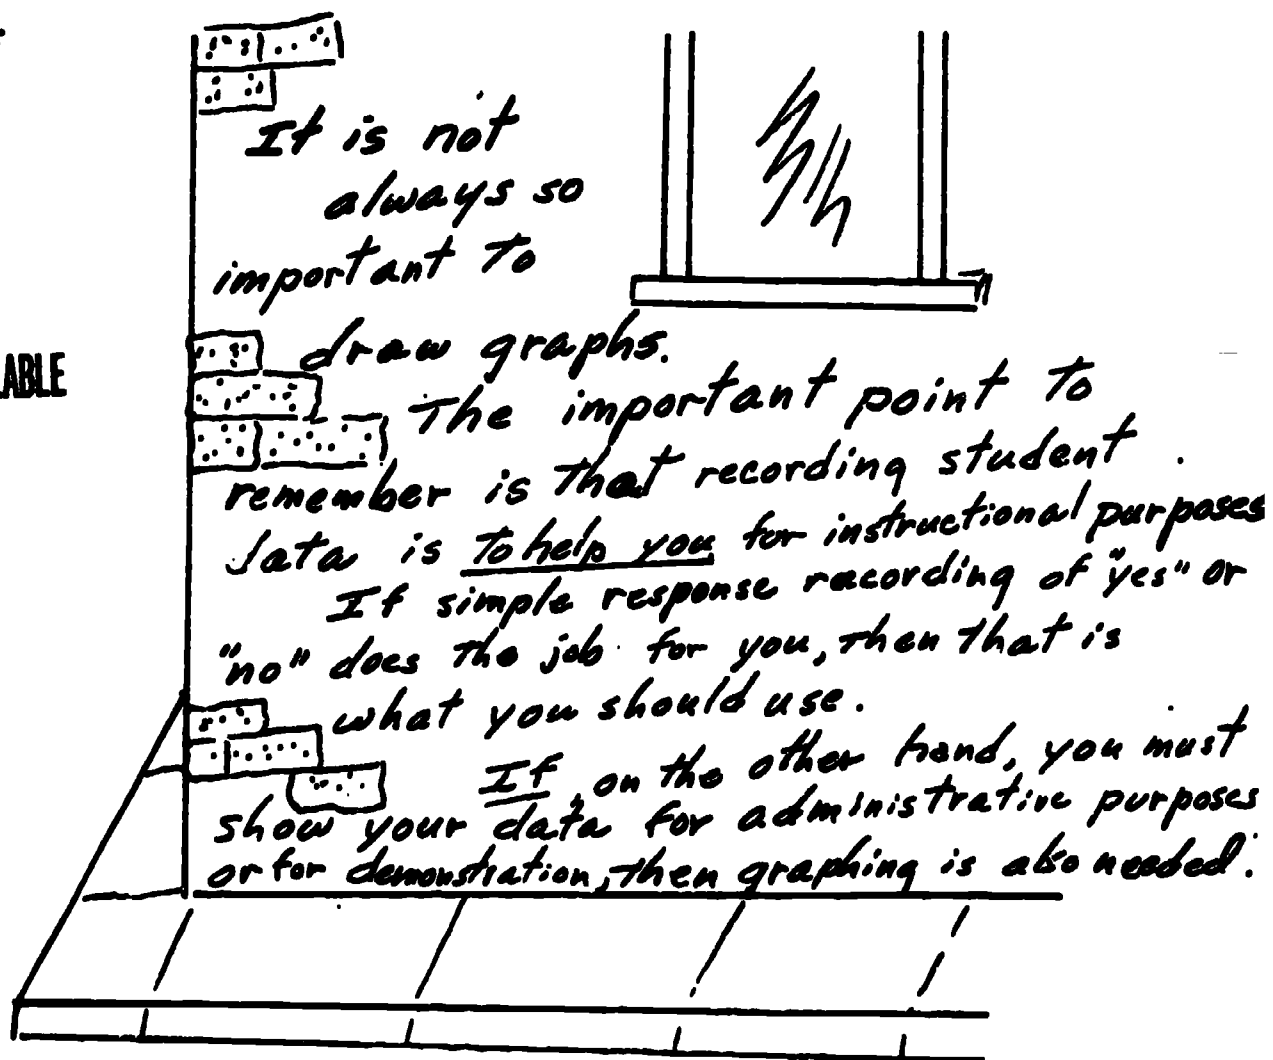 LABLE
It is not
always so
important to
draw graphs.
The important point to
remember is that recording student
data is to help you for instructional purposes
If simple response recording of "yes" or
"no" does the job for you, then that is
what you should use.
If, on the other hand, you must
show your data for administrative purposes
or for demonstration, then graphing is also needed.